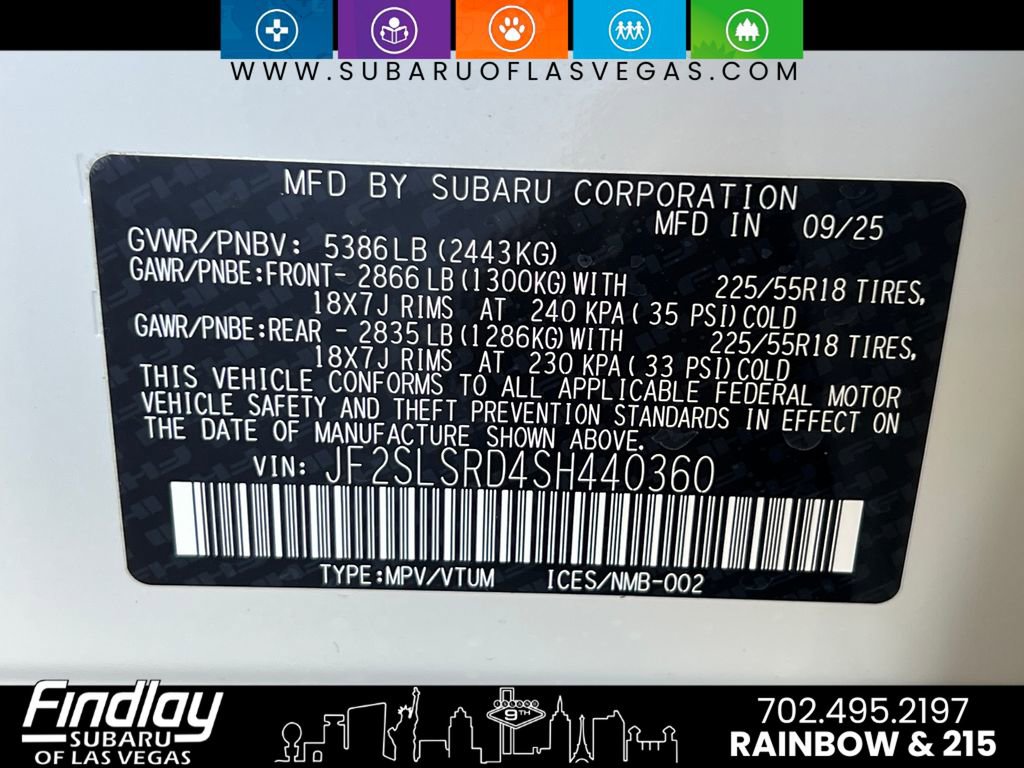 WWW.SUBARUOFLASVEGAS.COM
MFD BY SUBARU CORPORATION
MFD IN 09/25
GVWR/PNBV: 5386LB (2443KG)
GAWR/PNBE:FRONT- 2866 LB (1300KG) WITH 225/55R18 TIRES,
18X7J RIMS AT 240 KPA ( 35 PSI) COLD
GAWR/PNBE:REAR - 2835 LB (1286KG) WITH 225/55R18 TIRES,
18X7J RIMS AT 230 KPA ( 33 PSI) COLD
THIS VEHICLE CONFORMS TO ALL APPLICABLE FEDERAL MOTOR
VEHICLE SAFETY AND THEFT PREVENTION STANDARDS IN EFFECT ON
THE DATE OF MANUFACTURE SHOWN ABOVE.
VIN: JF2SLSRD4SH440360
TYPE:MPV/VTUM ICES/NMB-002
Findlay
SUBARU
OF LAS VEGAS
9TH
702.495.2197
RAINBOW & 215